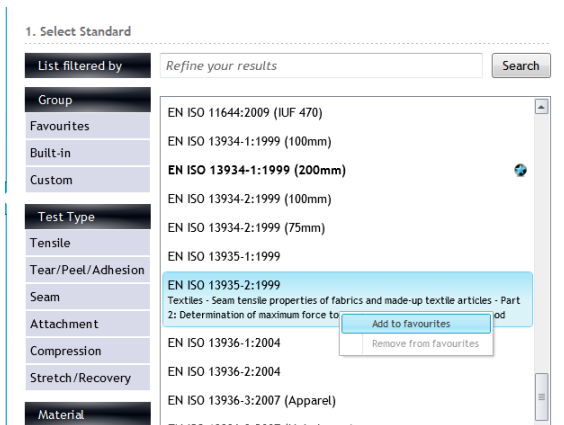 1. Select Standard
List filtered by
Refine your results
Search
Group
Favourites
Built-in
Custom
Test Type
Tensile
Tear/Peel/Adhesion
Seam
Attachment
Compression
Stretch/Recovery
Material
EN ISO 11644:2009 (IUF 470)
EN ISO 13934-1:1999 (100mm)
EN ISO 13934-1:1999 (200mm)
EN ISO 13934-2:1999 (100mm)
EN ISO 13934-2:1999 (75mm)
EN ISO 13935-1:1999
EN ISO 13935-2:1999
Textiles - Seam tensile properties of fabrics and made-up textile articles - Part
2: Determination of maximum force to
Add to favourites
Remove from favourites
EN ISO 13936-1:2004
EN ISO 13936-2:2004
EN ISO 13936-3:2007 (Apparel)